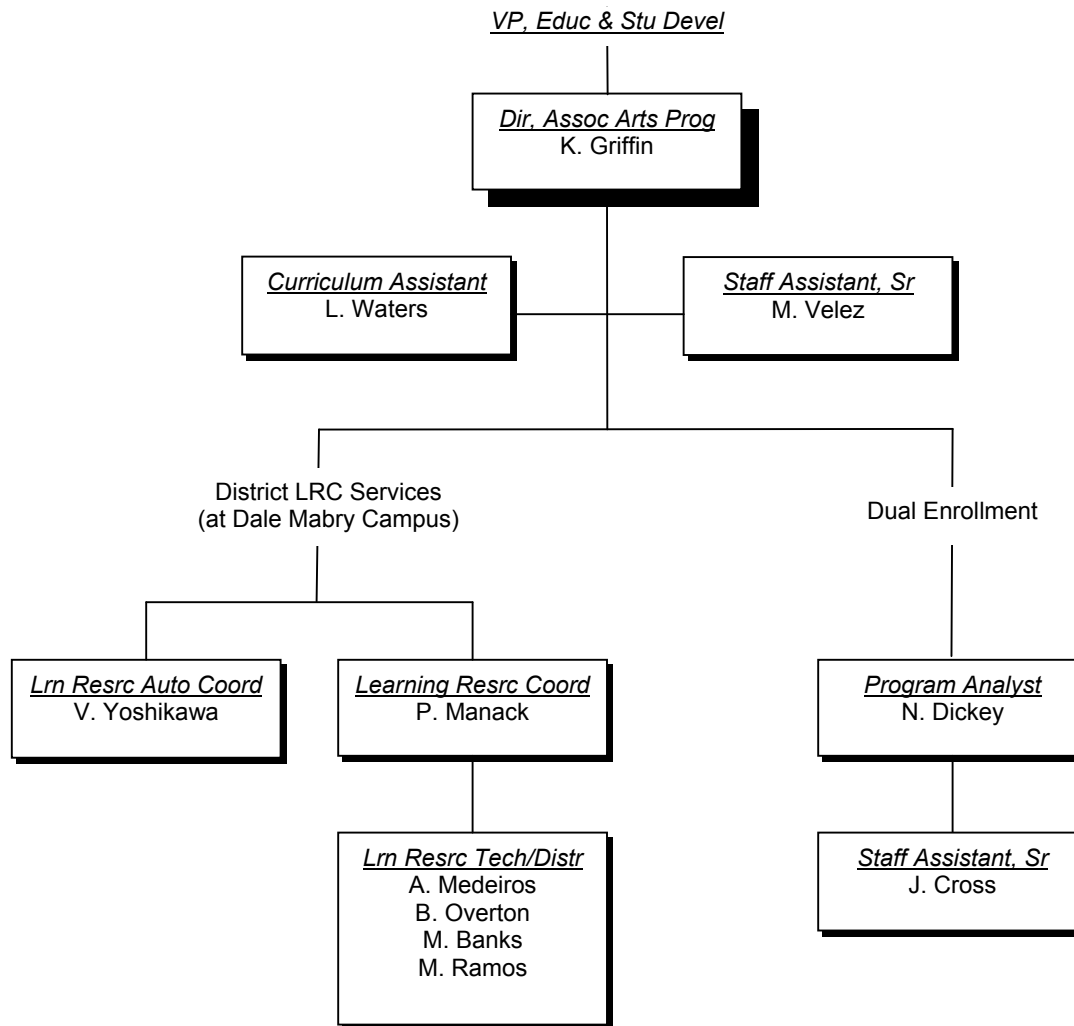 VP, Educ & Stu Devel
Dir, Assoc Arts Prog
K. Griffin
Curriculum Assistant
L. Waters
Staff Assistant, Sr
M. Velez
District LRC Services
(at Dale Mabry Campus)
Dual Enrollment
Lrn Resrc Auto Coord
V. Yoshikawa
Learning Resrc Coord
P. Manack
Program Analyst
N. Dickey
Lrn Resrc Tech/Distr
A. Medeiros
B. Overton
M. Banks
M. Ramos
Staff Assistant, Sr
J. Cross